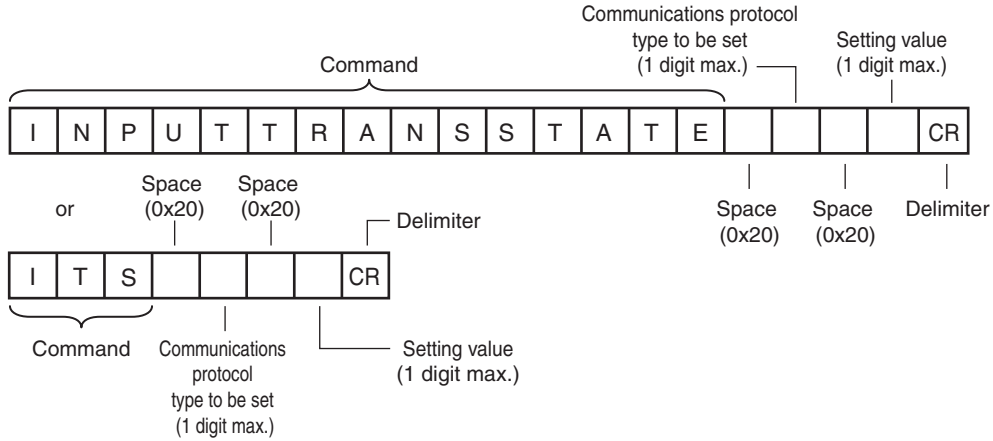 Communications protocol
type to be set
(1 digit max.)
Setting value
(1 digit max.)
Command
I N P U T T R A N S S T A T E CR
Space
(0x20)
Space
(0x20)
Delimiter
or
Space
(0x20)
Space
(0x20)
Delimiter
I T S CR
Command
Communications
protocol
type to be set
(1 digit max.)
Setting value
(1 digit max.)